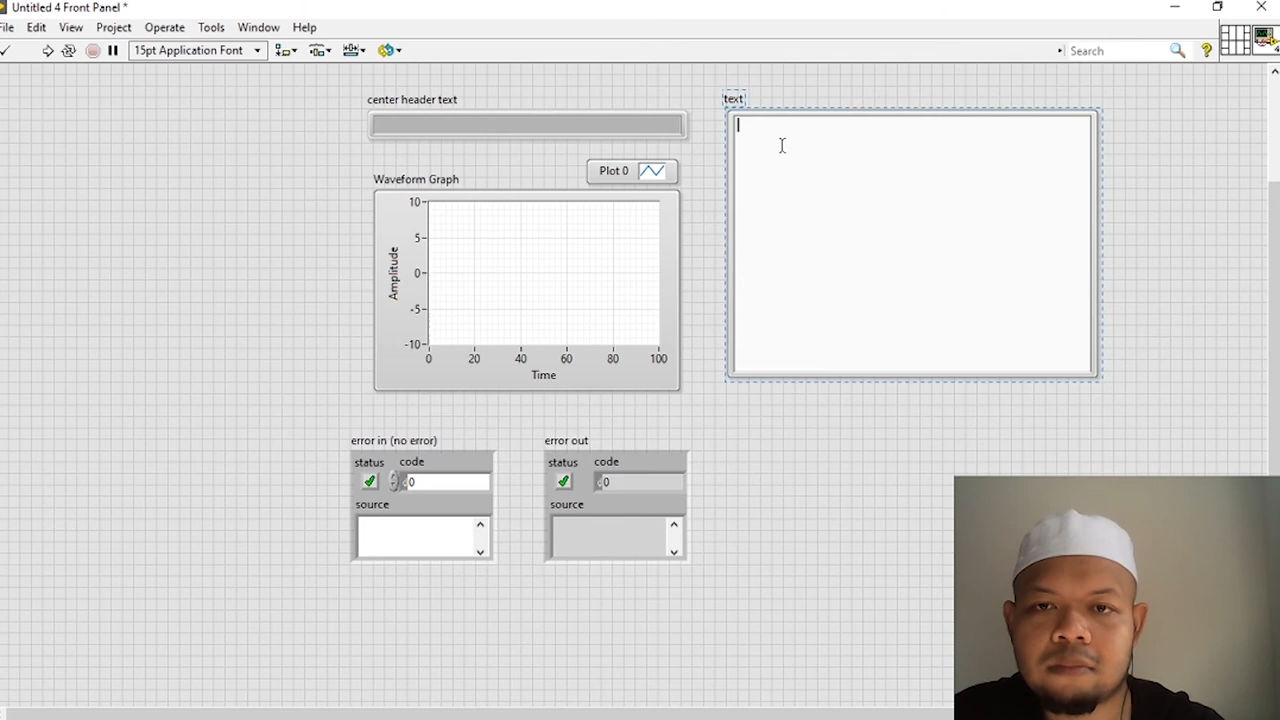 Untitled 4 Front Panel *
File Edit View Project Operate Tools Window Help
15pt Application Font
Search
?
center header text
text
Waveform Graph
Plot 0
Amplitude
10
5
0
-5
-10
0 20 40 60 80 100
Time
error in (no error)
status code
0
source
error out
status code
0
source